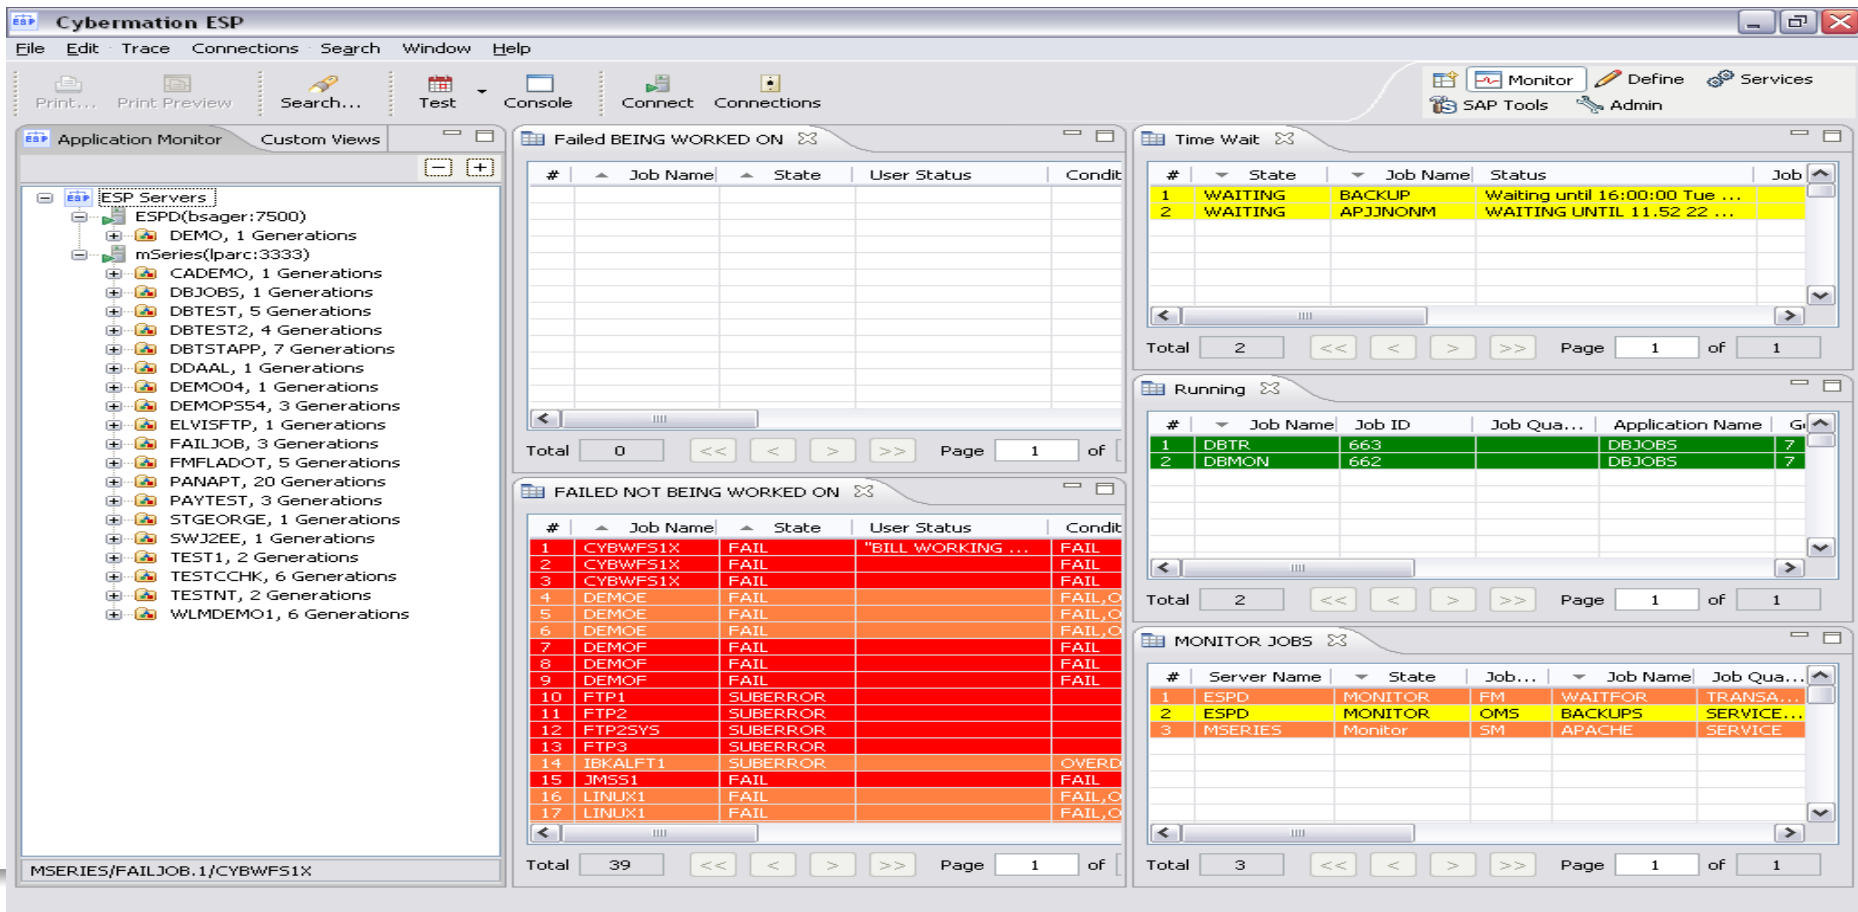 ESP Cybermation ESP
File Edit Trace Connections Search Window Help
Print... Print Preview Search... Test Console Connect Connections
Monitor Define Services
SAP Tools Admin
ESP Application Monitor Custom Views
ESP ESP Servers
ESPD(bsager:7500)
DEMO, 1 Generations
mSeries(lparc:3333)
CADEMO, 1 Generations
DBJOBS, 1 Generations
DBTEST, 5 Generations
DBTEST2, 4 Generations
DBTSTAPP, 7 Generations
DDAAL, 1 Generations
DEMO04, 1 Generations
DEMOPS54, 3 Generations
ELVISFTP, 1 Generations
FAILJOB, 3 Generations
FMFLADOT, 5 Generations
PANAPT, 20 Generations
PAYTEST, 3 Generations
STGEORGE, 1 Generations
SWJ2EE, 1 Generations
TEST1, 2 Generations
TESTCCHK, 6 Generations
TESTNT, 2 Generations
WLMDEMO1, 6 Generations
MSERIES/FAILJOB.1/CYBWFS1X
Failed BEING WORKED ON
# Job Name State User Status Condit
Total 0 << < > >> Page 1 of
FAILED NOT BEING WORKED ON
# Job Name State User Status Condit
1 CYBWFS1X FAIL "BILL WORKING ... FAIL
2 CYBWFS1X FAIL FAIL
3 CYBWFS1X FAIL FAIL
4 DEMOE FAIL FAIL,O
5 DEMOE FAIL FAIL,O
6 DEMOE FAIL FAIL,O
7 DEMOF FAIL FAIL
8 DEMOF FAIL FAIL
9 DEMOF FAIL FAIL
10 FTP1 SUBERROR
11 FTP2 SUBERROR
12 FTP2SYS SUBERROR
13 FTP3 SUBERROR
14 IBKALFT1 SUBERROR OVERD
15 JMSS1 FAIL FAIL
16 LINUX1 FAIL FAIL,O
17 LINUX1 FAIL FAIL,O
Total 39 << < > >> Page 1 of
Time Wait
# State Job Name Status Job
1 WAITING BACKUP Waiting until 16:00:00 Tue ...
2 WAITING APJJNONM WAITING UNTIL 11.52 22 ...
Total 2 << < > >> Page 1 of 1
Running
# Job Name Job ID Job Qua... Application Name G
1 DBTR 663 DBJOBS 7
2 DBMON 662 DBJOBS 7
Total 2 << < > >> Page 1 of 1
MONITOR JOBS
# Server Name State Job... Job Name Job Qua...
1 ESPD MONITOR FM WAITFOR TRANSA...
2 ESPD MONITOR OMS BACKUPS SERVICE...
3 MSERIES Monitor SM APACHE SERVICE
Total 3 << < > >> Page 1 of 1